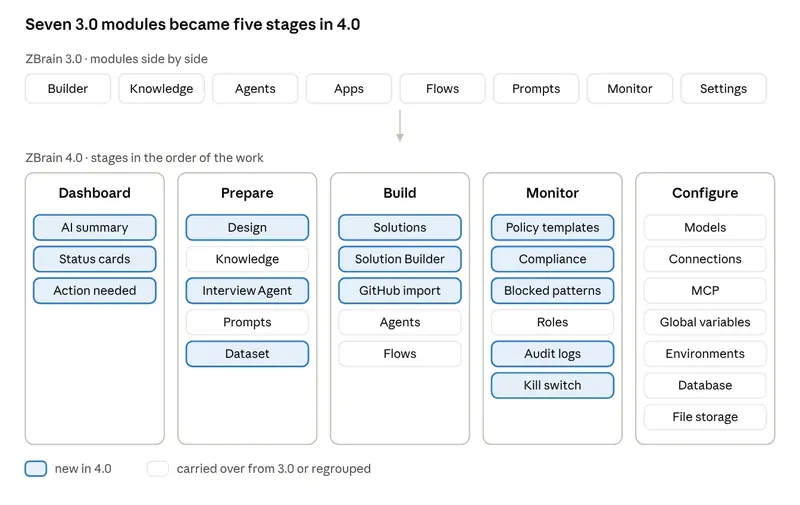 Seven 3.0 modules became five stages in 4.0
ZBrain 3.0 · modules side by side
Builder Knowledge Agents Apps Flows Prompts Monitor Settings
ZBrain 4.0 · stages in the order of the work
Dashboard
AI summary
Status cards
Action needed
Prepare
Design
Knowledge
Interview Agent
Prompts
Dataset
Build
Solutions
Solution Builder
GitHub import
Agents
Flows
Monitor
Policy templates
Compliance
Blocked patterns
Roles
Audit logs
Kill switch
Configure
Models
Connections
MCP
Global variables
Environments
Database
File storage
new in 4.0
carried over from 3.0 or regrouped